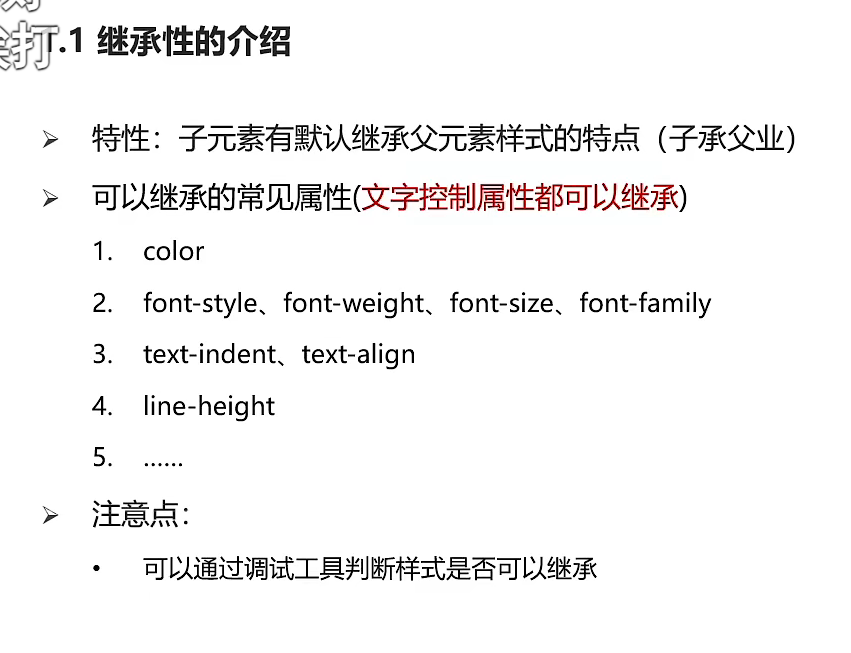 .1 继承性的介绍
特性：子元素有默认继承父元素样式的特点（子承父业）
可以继承的常见属性(文字控制属性都可以继承)
1. color
2. font-style、font-weight、font-size、font-family
3. text-indent、text-align
4. line-height
5. ……
注意点：
• 可以通过调试工具判断样式是否可以继承